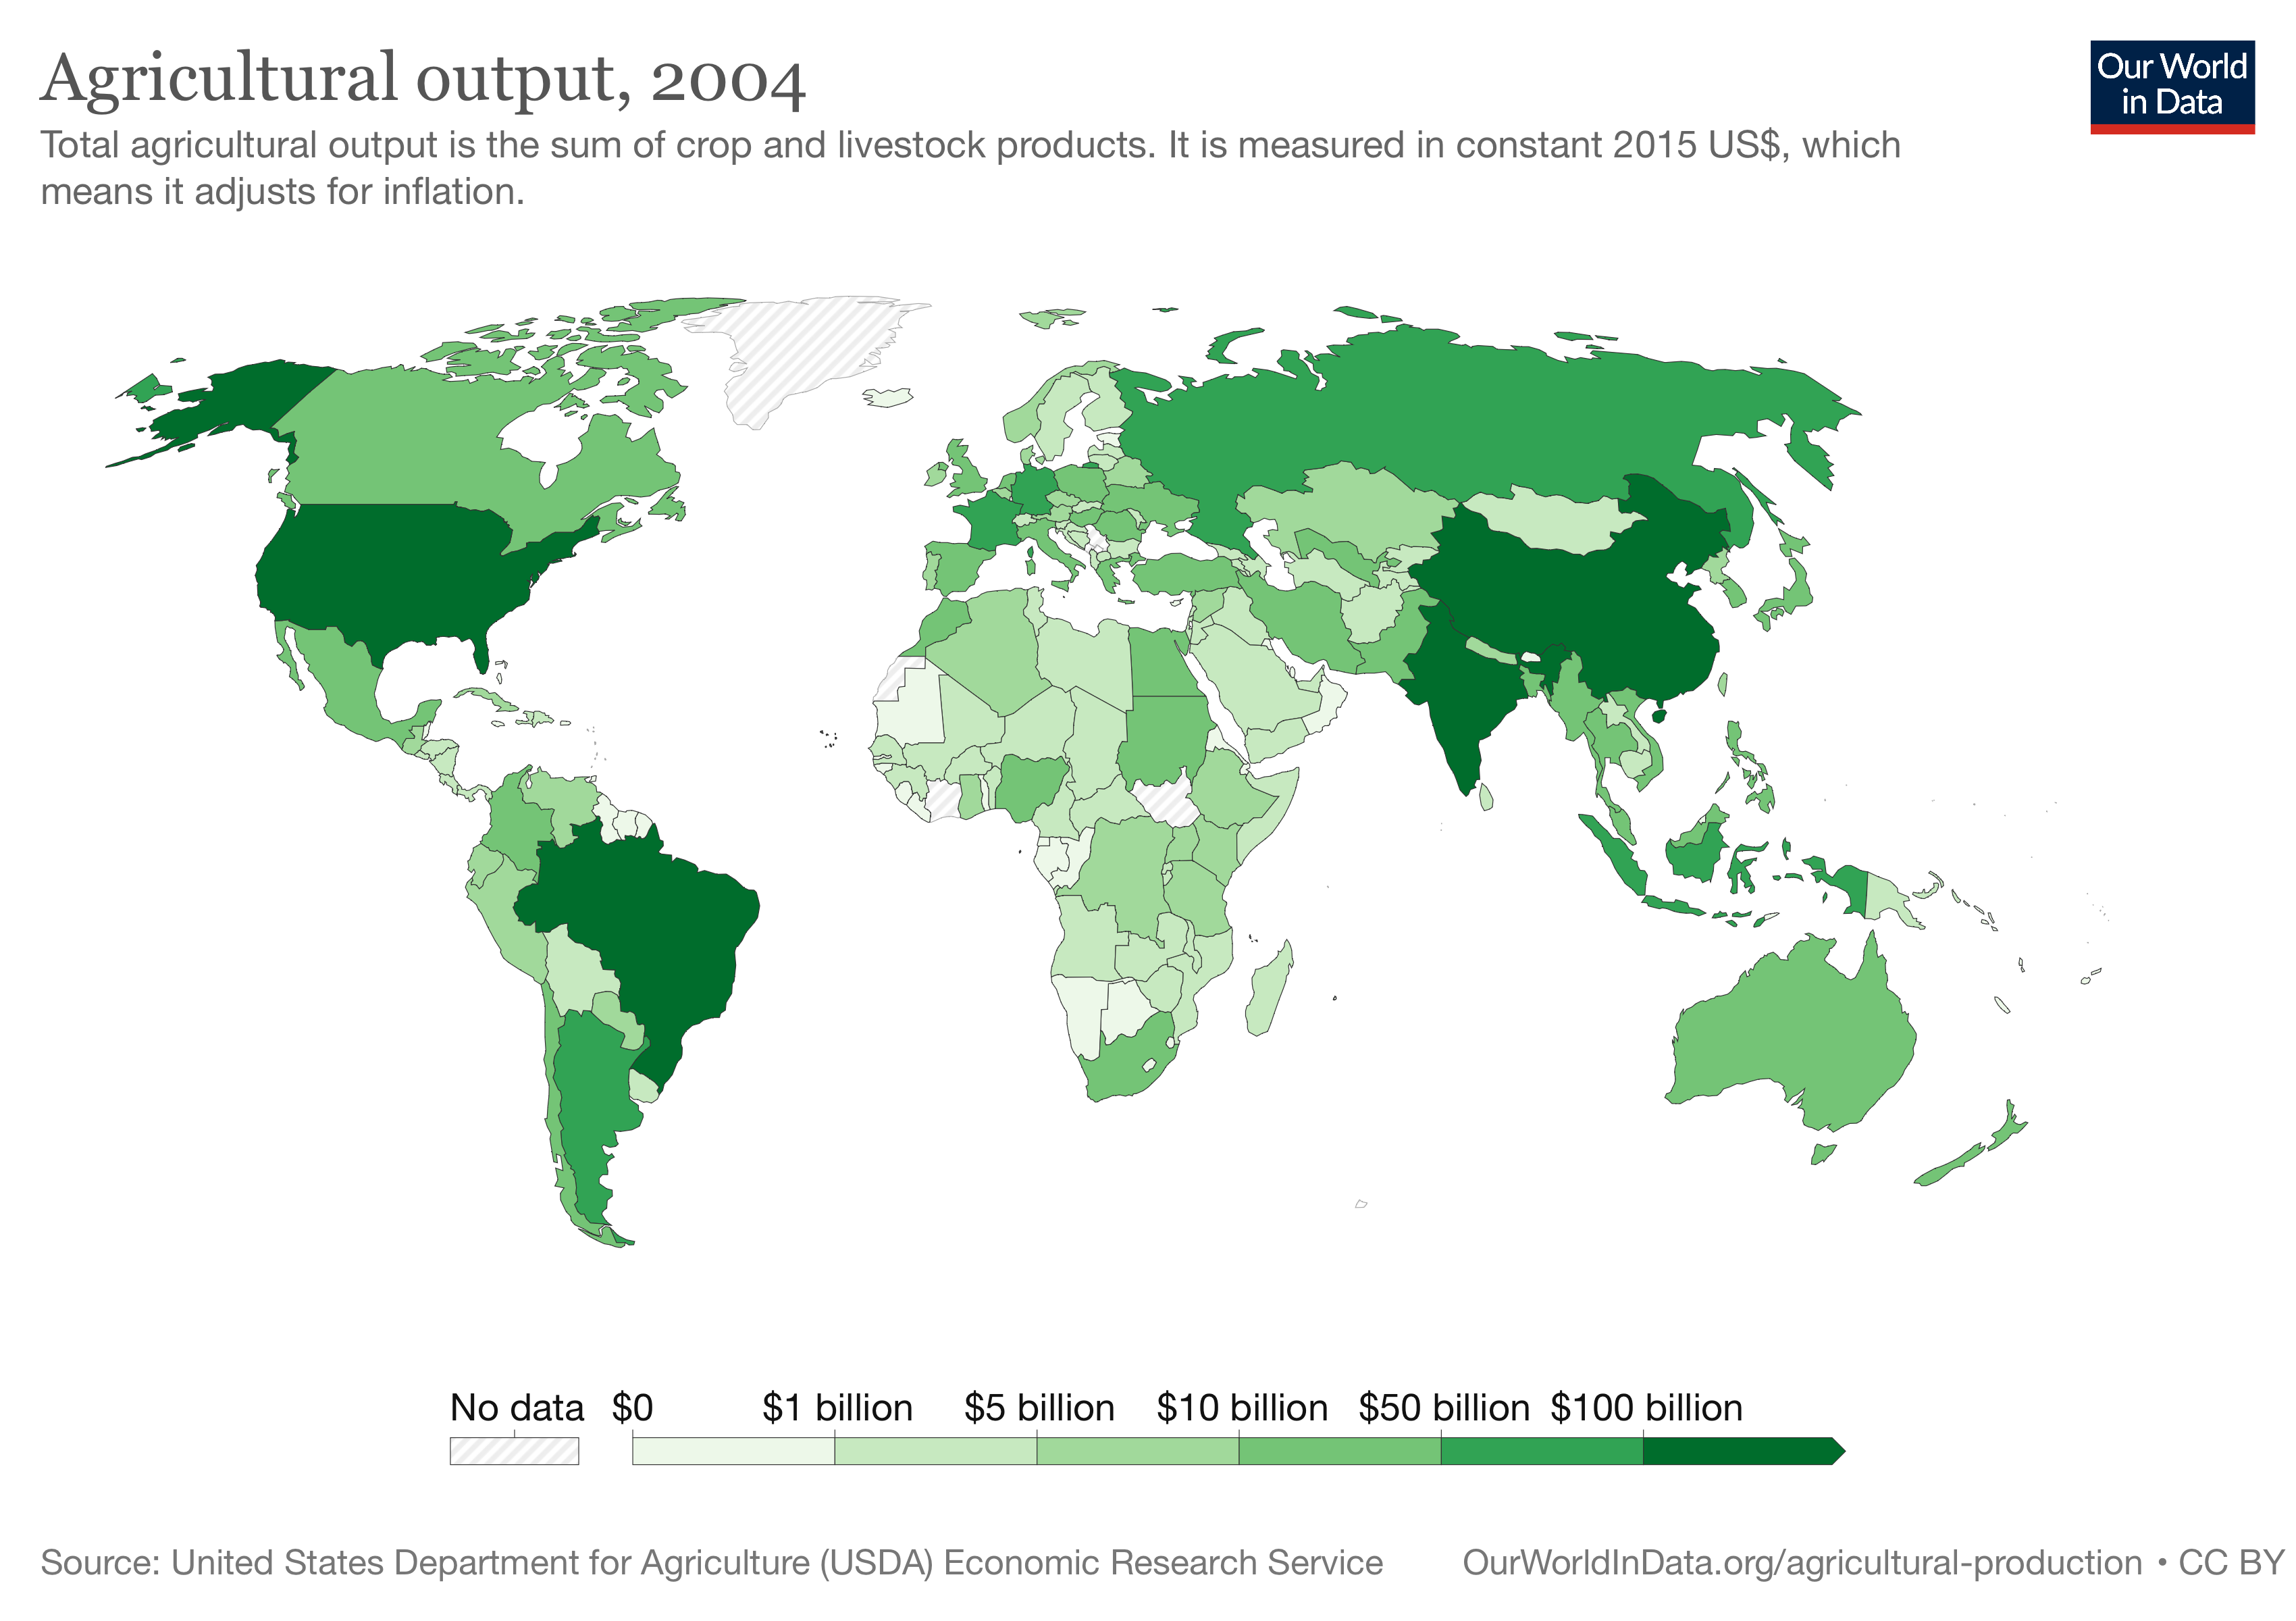 Agricultural output, 2004
Our World
in Data
Total agricultural output is the sum of crop and livestock products. It is measured in constant 2015 US$, which
means it adjusts for inflation.
No data $0 $1 billion $5 billion $10 billion $50 billion $100 billion
Source: United States Department for Agriculture (USDA) Economic Research Service OurWorldInData.org/agricultural-production • CC BY